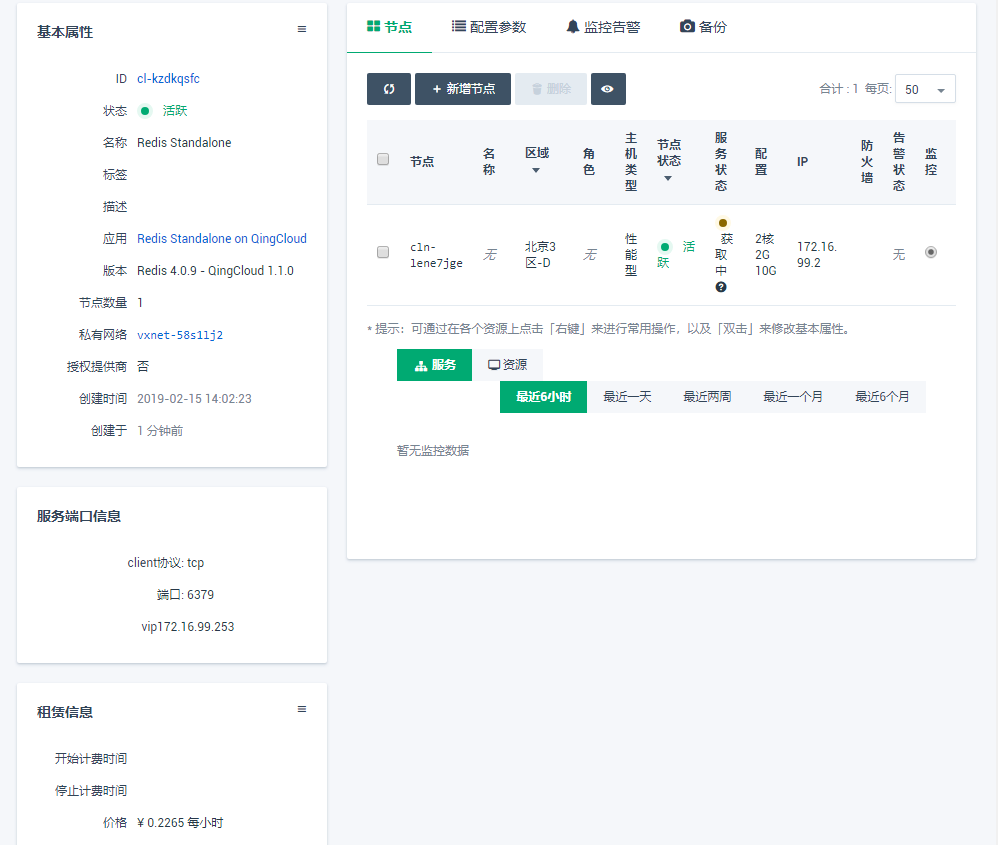 基本属性
ID cl-kzdkqsfc
状态 活跃
名称 Redis Standalone
标签
描述
应用 Redis Standalone on QingCloud
版本 Redis 4.0.9 - QingCloud 1.1.0
节点数量 1
私有网络 vxnet-58s11j2
授权提供商 否
创建时间 2019-02-15 14:02:23
创建于 1 分钟前
服务端口信息
client协议: tcp
端口: 6379
vip172.16.99.253
租赁信息
开始计费时间
停止计费时间
价格 ¥ 0.2265 每小时
节点 配置参数 监控告警 备份
+ 新增节点 删除 合计 : 1 每页: 50
节点 名称 区域 角色 主机类型 节点状态 服务状态 配置 IP 防火墙 告警状态 监控
cln-lene7jge 无 北京3区-D 无 性能型 活跃 获取中 2核2G10G 172.16.99.2 无
* 提示：可通过在各个资源上点击「右键」来进行常用操作，以及「双击」来修改基本属性。
服务 资源
最近6小时 最近一天 最近两周 最近一个月 最近6个月
暂无监控数据